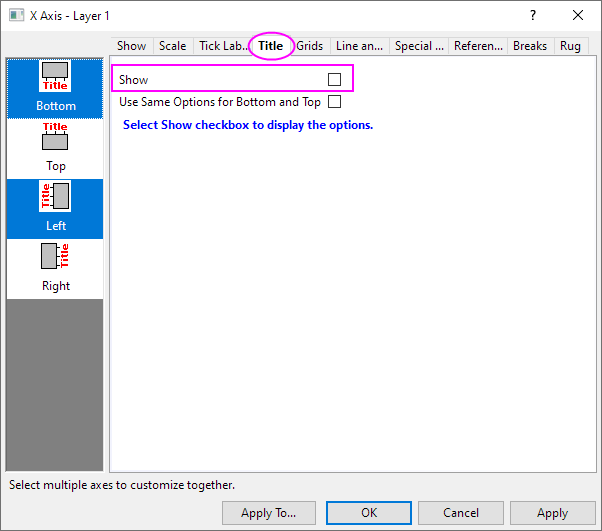 X Axis - Layer 1
Show Scale Tick Lab... Title Grids Line an... Special ... Referen... Breaks Rug
Title
Bottom
Title
Top
Title
Left
Title
Right
Show
Use Same Options for Bottom and Top
Select Show checkbox to display the options.
Select multiple axes to customize together.
Apply To... OK Cancel Apply